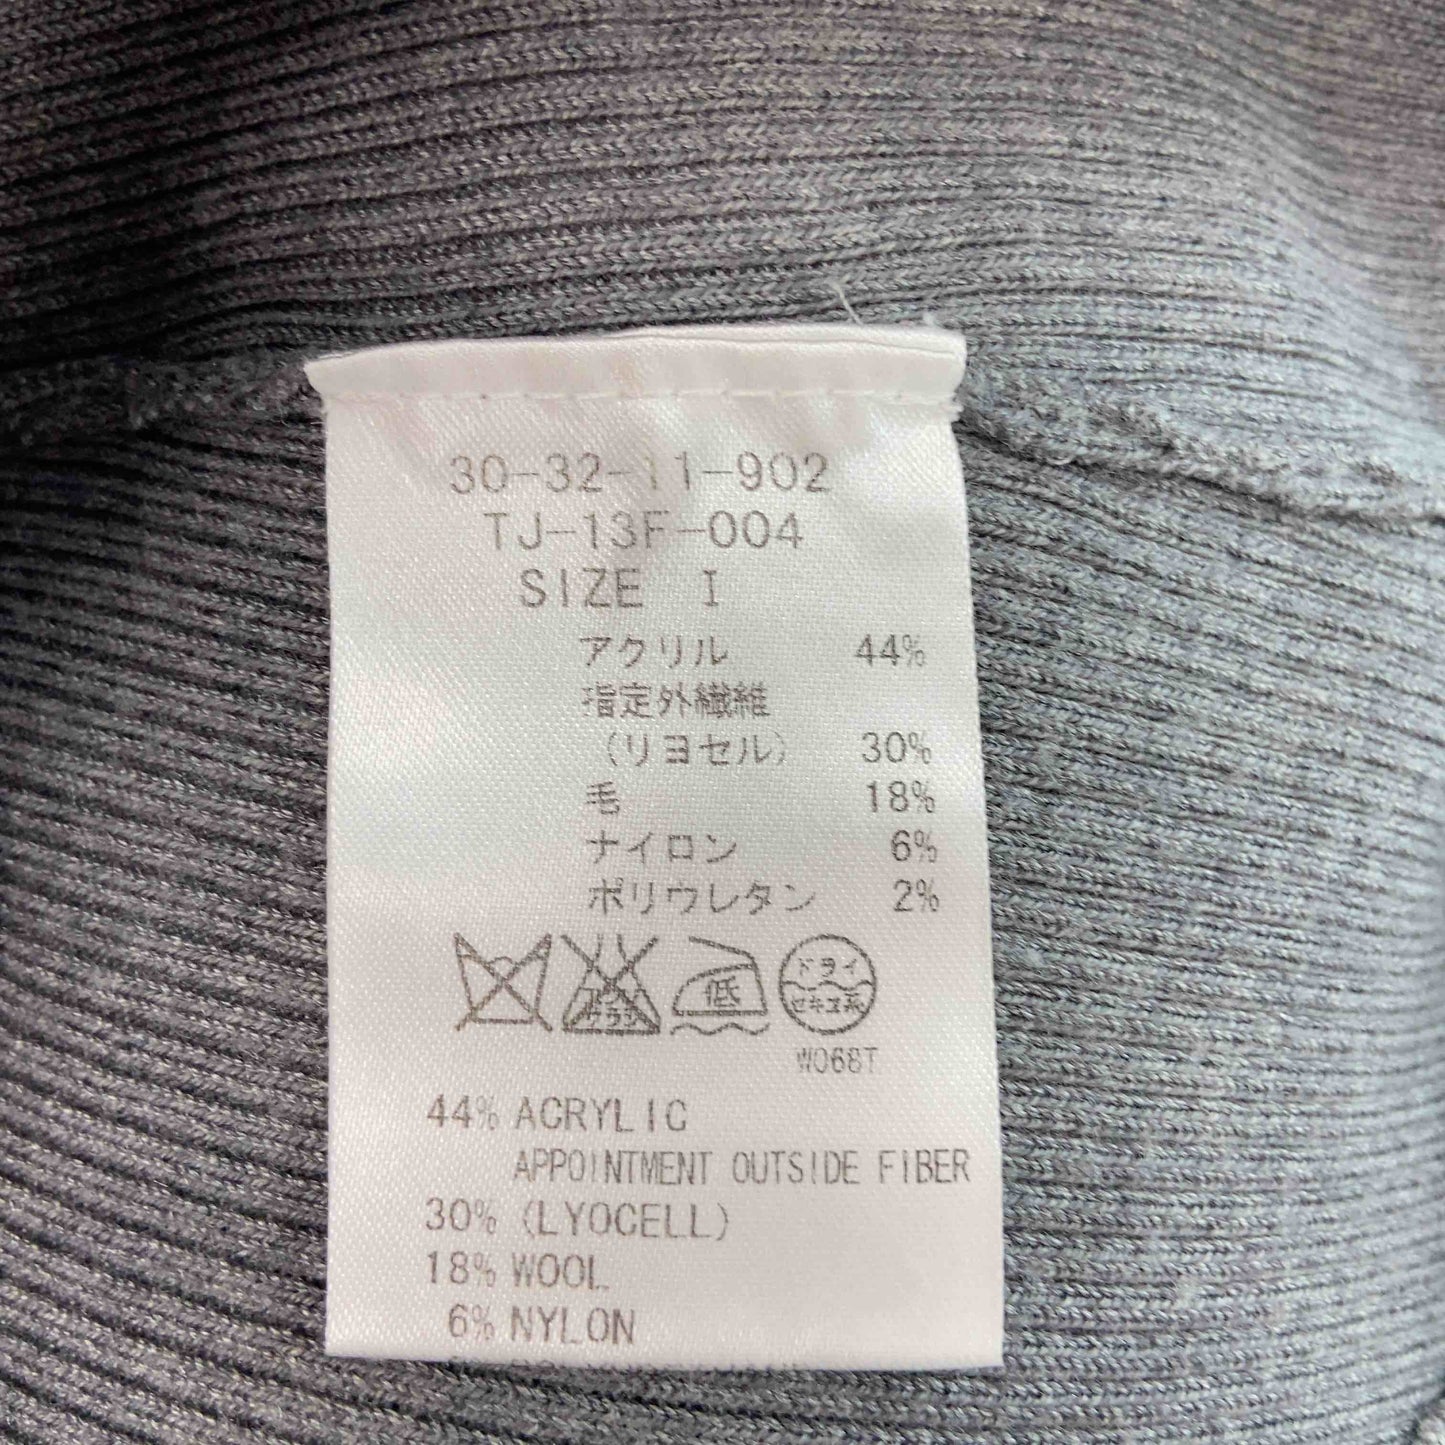 30-32-11-902
TJ-13F-004
SIZE I
アクリル 44%
指定外繊維
(リヨセル) 30%
毛 18%
ナイロン 6%
ポリウレタン 2%
低
ドライ
セキユ系
W068T
44% ACRYLIC
APPOINTMENT OUTSIDE FIBER
30% (LYOCELL)
18% WOOL
6% NYLON